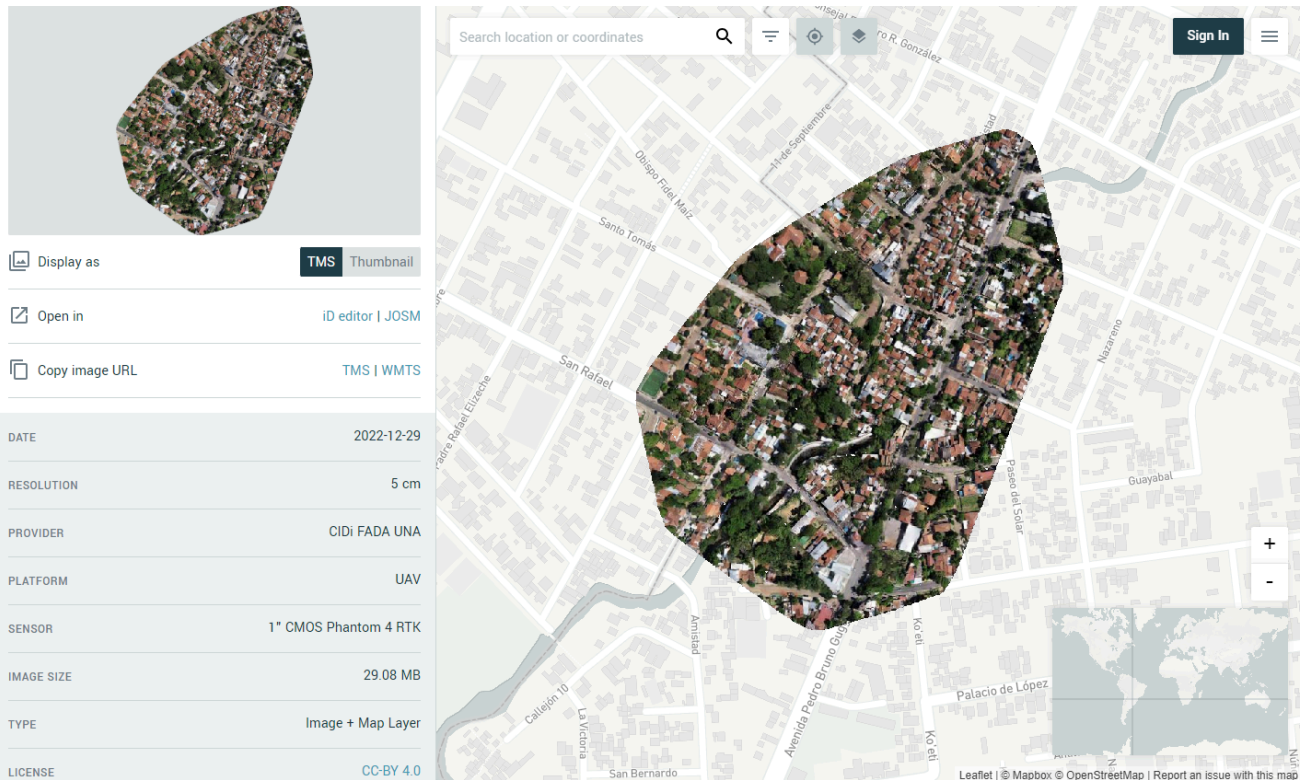 Display as
TMS
Thumbnail
Open in
iD editor | JOSM
Copy image URL
TMS | WMTS
DATE
2022-12-29
RESOLUTION
5 cm
PROVIDER
CIDi FADA UNA
PLATFORM
UAV
SENSOR
1" CMOS Phantom 4 RTK
IMAGE SIZE
29.08 MB
TYPE
Image + Map Layer
LICENSE
CC-BY 4.0
Search location or coordinates
Sign In
ro R. González
11 de Septiembre
Obispo Fidel Maíz
Santo Tomás
San Rafael
Padre Rafael Elizeche
Nazareno
Guayabal
Paseo del Solar
+
-
Amistad
Ko'ẽti
Avenida Pedro Bruno Gug
Palacio de López
Callejón 10
La Victoria
Ko'ẽti
San Bernardo
Leaflet | © Mapbox © OpenStreetMap | Report an issue with this map